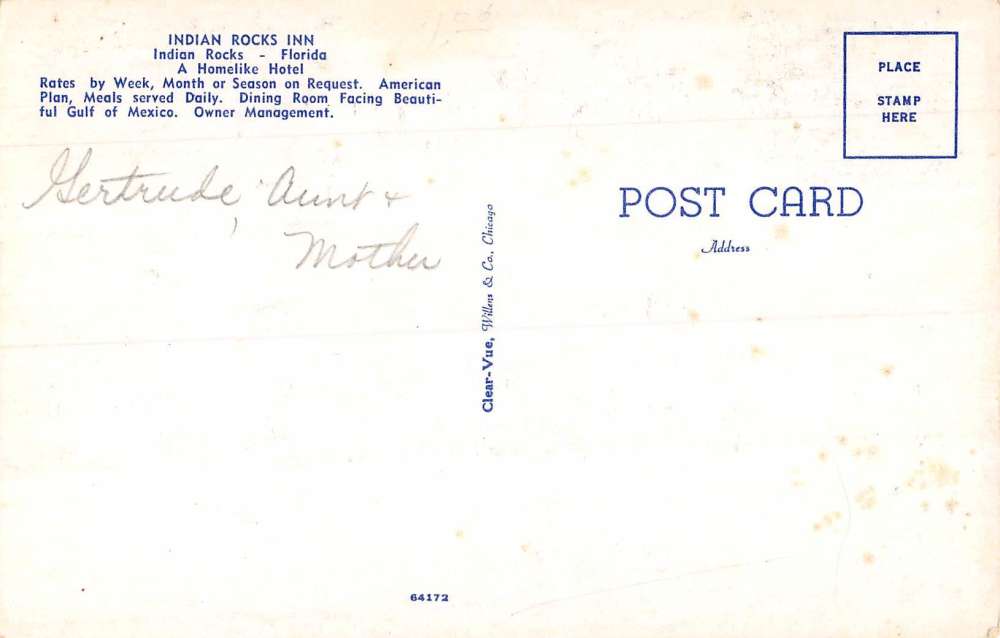 INDIAN ROCKS INN
Indian Rocks - Florida
A Homelike Hotel
Rates by Week, Month or Season on Request. American
Plan, Meals served Daily. Dining Room Facing Beauti-
ful Gulf of Mexico. Owner Management.
Gertrude, Aunt +
Mother
Clear-Vue, Willens & Co., Chicago
PLACE
STAMP
HERE
POST CARD
Address
64172